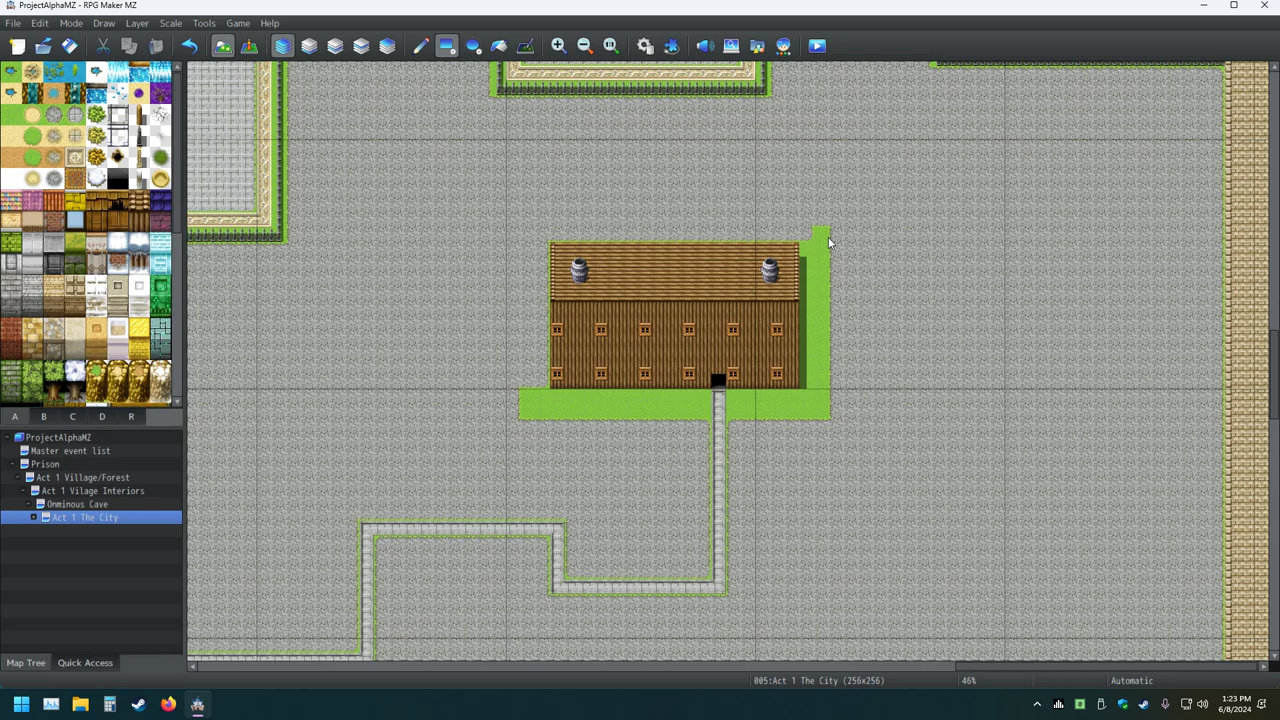 ProjectAlphaMZ - RPG Maker MZ
File Edit Mode Draw Layer Scale Tools Game Help
A B C D R
ProjectAlphaMZ
Master event list
Prison
Act 1 Village/Forest
Act 1 Vilage Interiors
Onminous Cave
Act 1 The City
Map Tree Quick Access
005:Act 1 The City (256x256) 46% Automatic
1:23 PM
6/8/2024